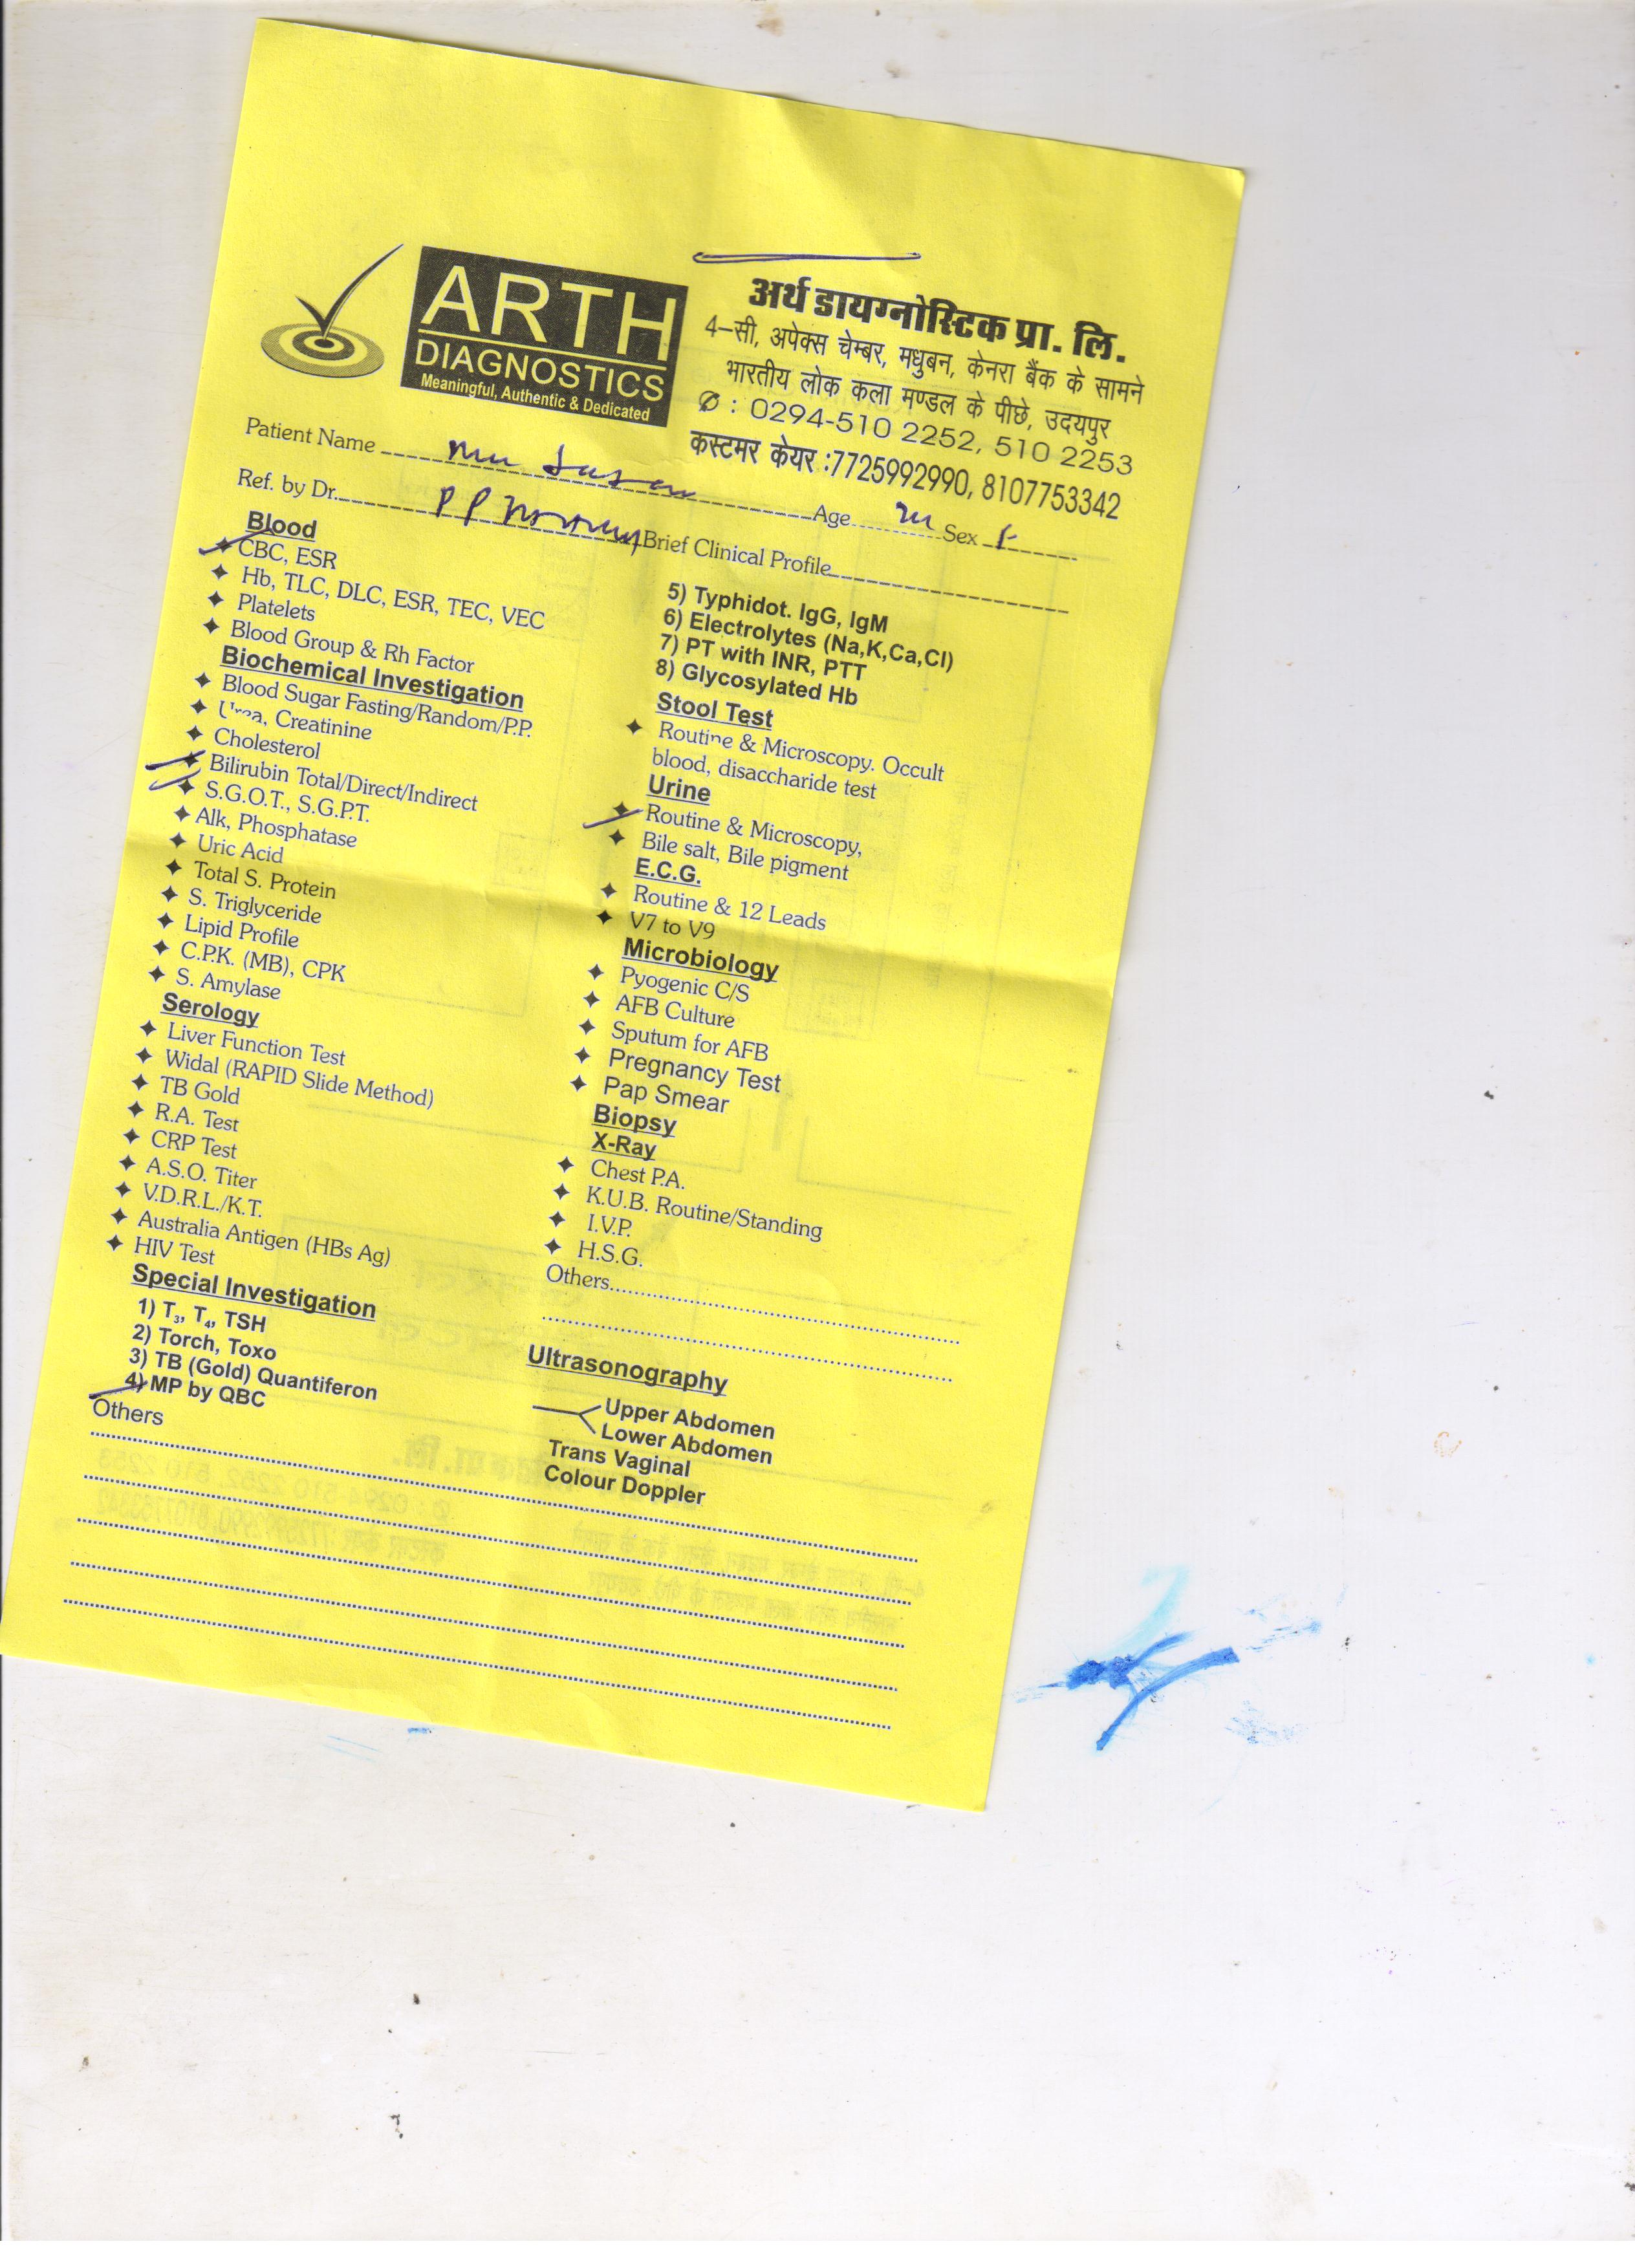 ARTH
DIAGNOSTICS
Meaningful, Authentic & Dedicated
अर्थ डायग्नोस्टिक प्रा. लि.
4-सी, अपेक्स चेम्बर, मधुबन, केनरा बैंक के सामने
भारतीय लोक कला मण्डल के पीछे, उदयपुर
: 0294-510 2252, 510 2253
कस्टमर केयर :7725992990, 8107753342
Patient Name
Age Sex F
Ref. by Dr. P P
Brief Clinical Profile
Blood
CBC, ESR
Hb, TLC, DLC, ESR, TEC, VEC
Platelets
Blood Group & Rh Factor
Biochemical Investigation
Blood Sugar Fasting/Random/P.P.
Urea, Creatinine
Cholesterol
Bilirubin Total/Direct/Indirect
S.G.O.T., S.G.P.T.
Alk, Phosphatase
Uric Acid
Total S. Protein
S. Triglyceride
Lipid Profile
C.P.K. (MB), CPK
S. Amylase
Serology
Liver Function Test
Widal (RAPID Slide Method)
TB Gold
R.A. Test
CRP Test
A.S.O. Titer
V.D.R.L./K.T.
Australia Antigen (HBs Ag)
HIV Test
Special Investigation
1) T3, T4, TSH
2) Torch, Toxo
3) TB (Gold) Quantiferon
4) MP by QBC
Others
5) Typhidot. IgG, IgM
6) Electrolytes (Na,K,Ca,Cl)
7) PT with INR, PTT
8) Glycosylated Hb
Stool Test
Routine & Microscopy. Occult
blood, disaccharide test
Urine
Routine & Microscopy,
Bile salt, Bile pigment
E.C.G.
Routine & 12 Leads
V7 to V9
Microbiology
Pyogenic C/S
AFB Culture
Sputum for AFB
Pregnancy Test
Pap Smear
Biopsy
X-Ray
Chest P.A.
K.U.B. Routine/Standing
I.V.P.
H.S.G.
Others
Ultrasonography
Upper Abdomen
Lower Abdomen
Trans Vaginal
Colour Doppler